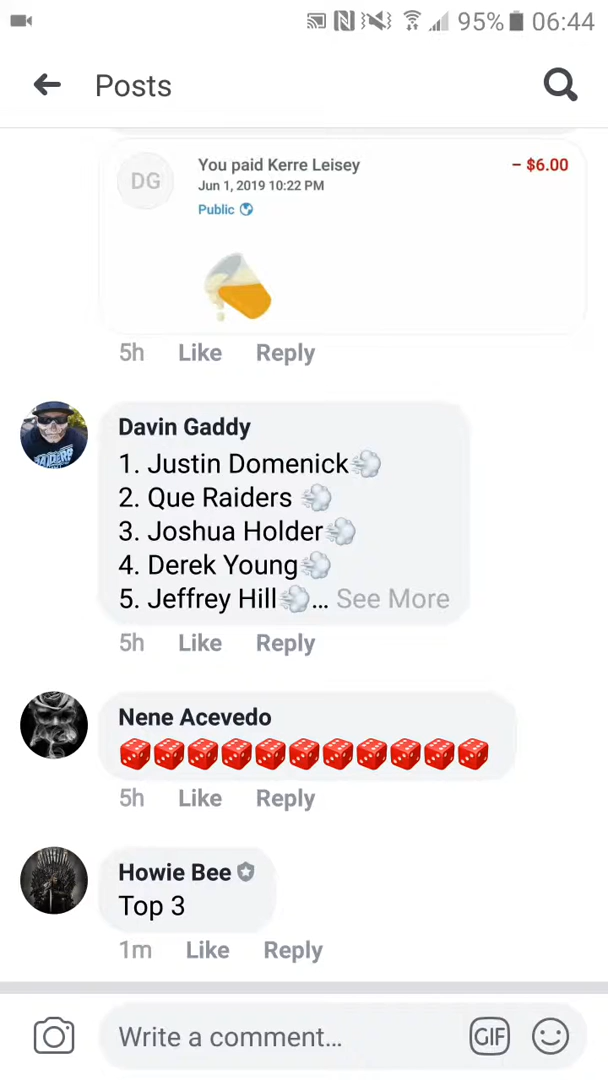 95% 06:44
Posts
DG
You paid Kerre Leisey
– $6.00
Jun 1, 2019 10:22 PM
Public
5h Like Reply
Davin Gaddy
1. Justin Domenick💨
2. Que Raiders 💨
3. Joshua Holder💨
4. Derek Young💨
5. Jeffrey Hill💨... See More
5h Like Reply
Nene Acevedo
🎲🎲🎲🎲🎲🎲🎲🎲🎲🎲🎲
5h Like Reply
Howie Bee
Top 3
1m Like Reply
Write a comment...
GIF